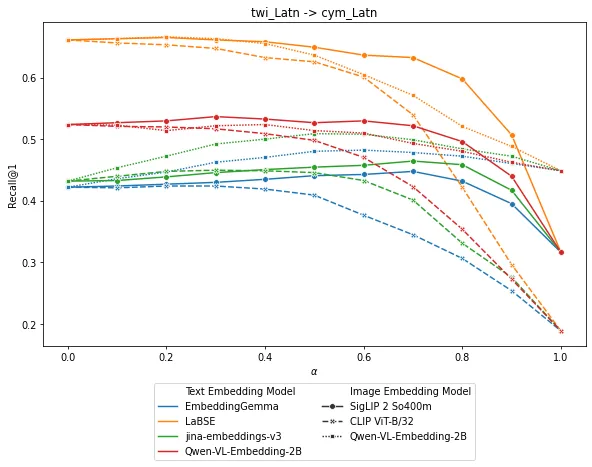 twi_Latn -> cym_Latn
Recall@1
0.6
0.5
0.4
0.3
0.2
0.0 0.2 0.4 0.6 0.8 1.0
α
Text Embedding Model Image Embedding Model
EmbeddingGemma SigLIP 2 So400m
LaBSE CLIP ViT-B/32
jina-embeddings-v3 Qwen-VL-Embedding-2B
Qwen-VL-Embedding-2B